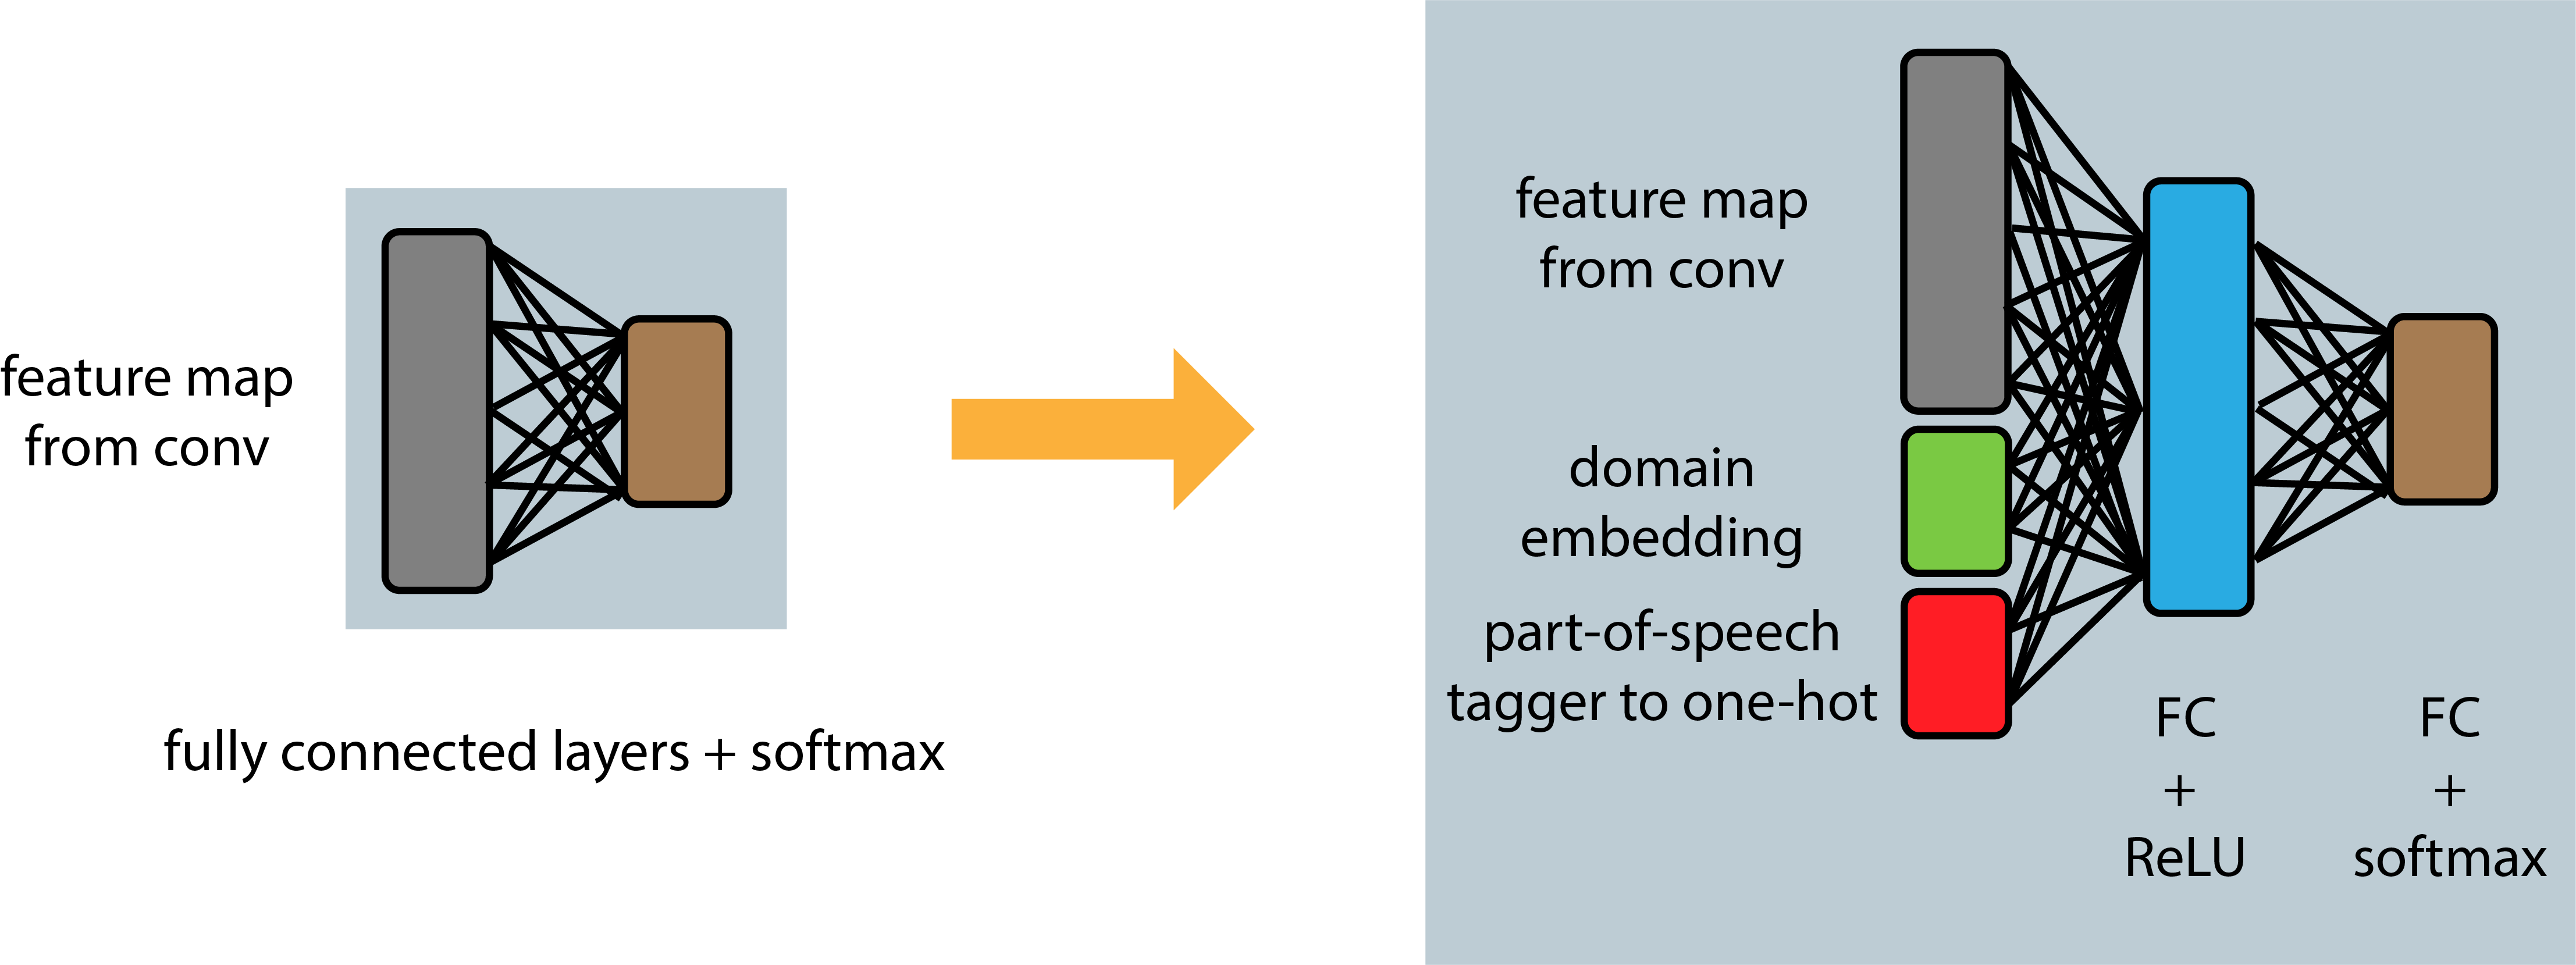 feature map
from conv
fully connected layers + softmax
feature map
from conv
domain
embedding
part-of-speech
tagger to one-hot
FC
+
ReLU
FC
+
softmax